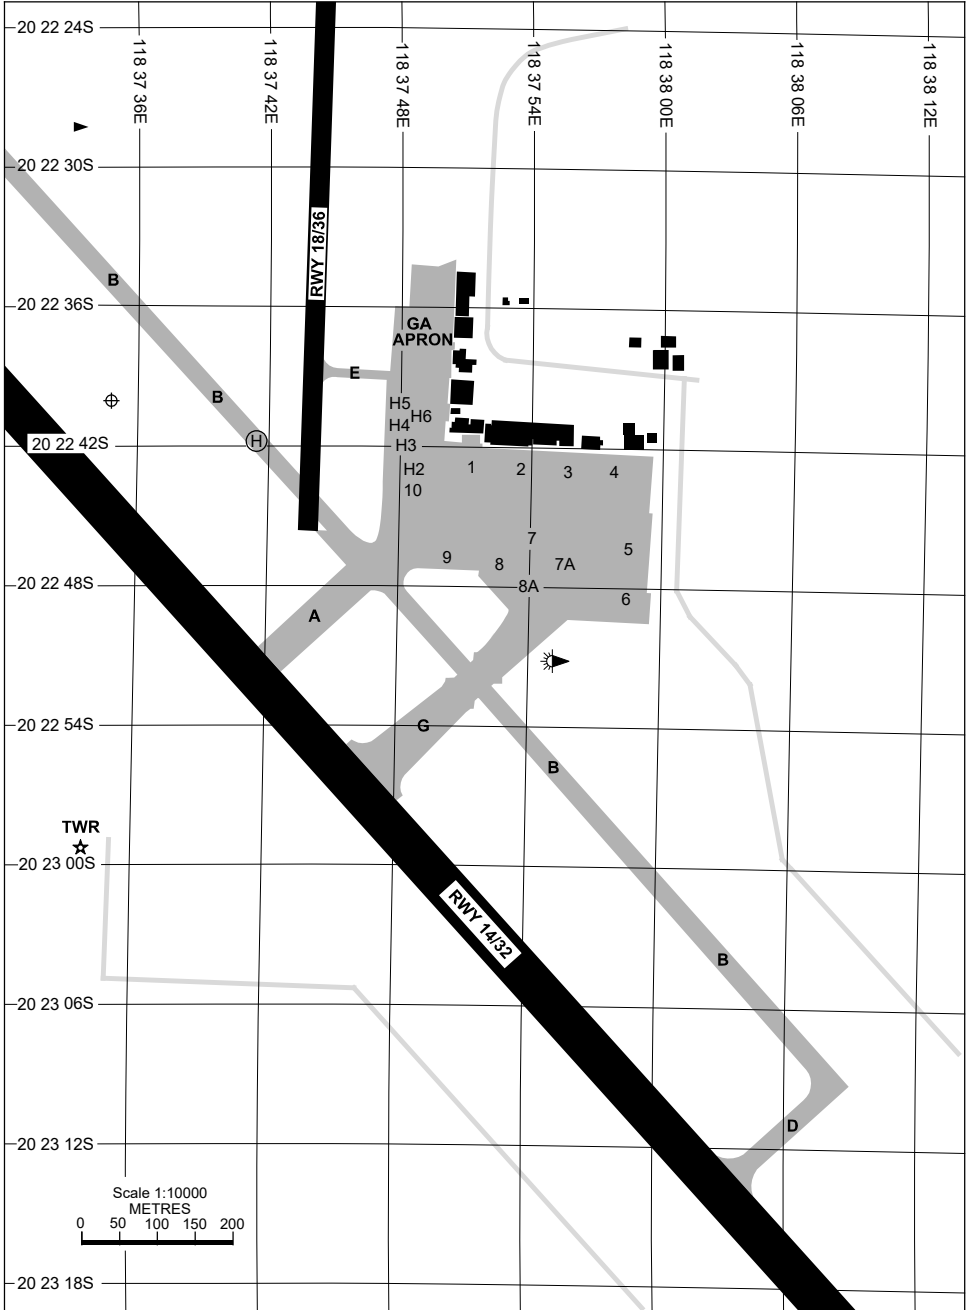 20 22 24S
118 37 36E
118 37 42E
118 37 48E
118 37 54E
118 38 00E
118 38 06E
118 38 12E
20 22 30S
RWY 18/36
B
20 22 36S
GA
APRON
E
B
H5
H6
H4
H
20 22 42S
H3
H2
1
2
3
4
10
7
5
9
8
7A
20 22 48S
8A
6
A
20 22 54S
G
B
TWR
20 23 00S
RWY 14/32
B
20 23 06S
D
20 23 12S
Scale 1:10000
METRES
0 50 100 150 200
20 23 18S